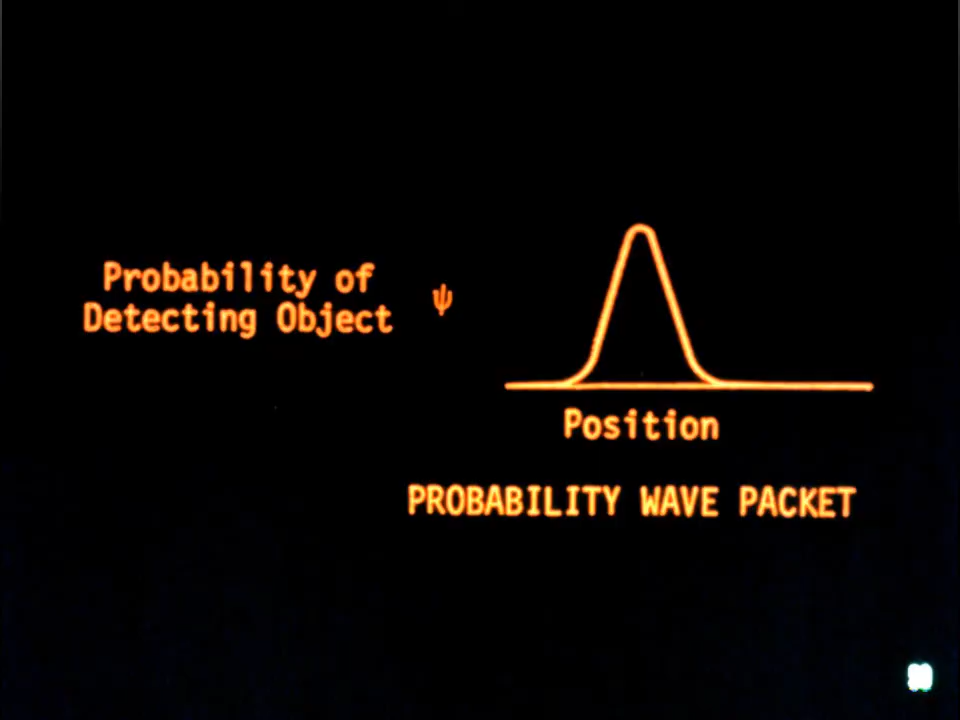 Probability of
Detecting Object
ψ
Position
PROBABILITY WAVE PACKET